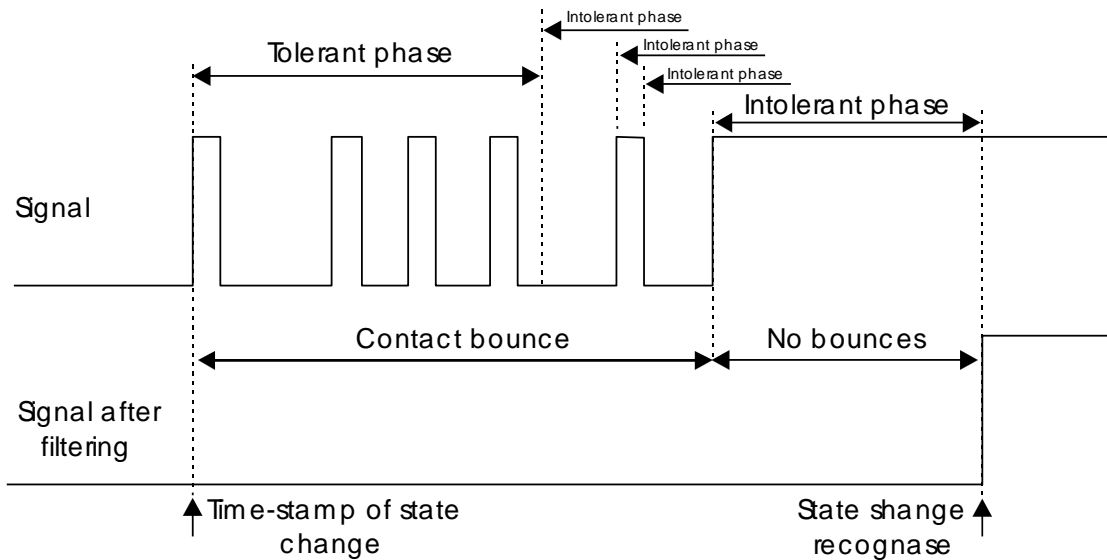 Intolerant phase
Tolerant phase
Intolerant phase
Intolerant phase
Intolerant phase
Signal
Contact bounce
No bounces
Signal after
filtering
Time-stamp of state
change
State shange
recognase